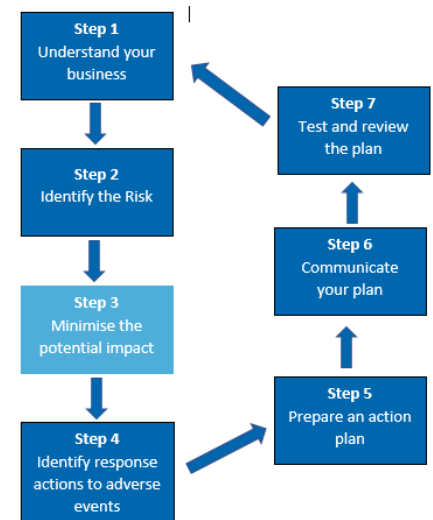 Step 1
Understand your
business
Step 2
Identify the Risk
Step 3
Minimise the
potential impact
Step 4
Identify response
actions to adverse
events
Step 5
Prepare an action
plan
Step 6
Communicate
your plan
Step 7
Test and review
the plan